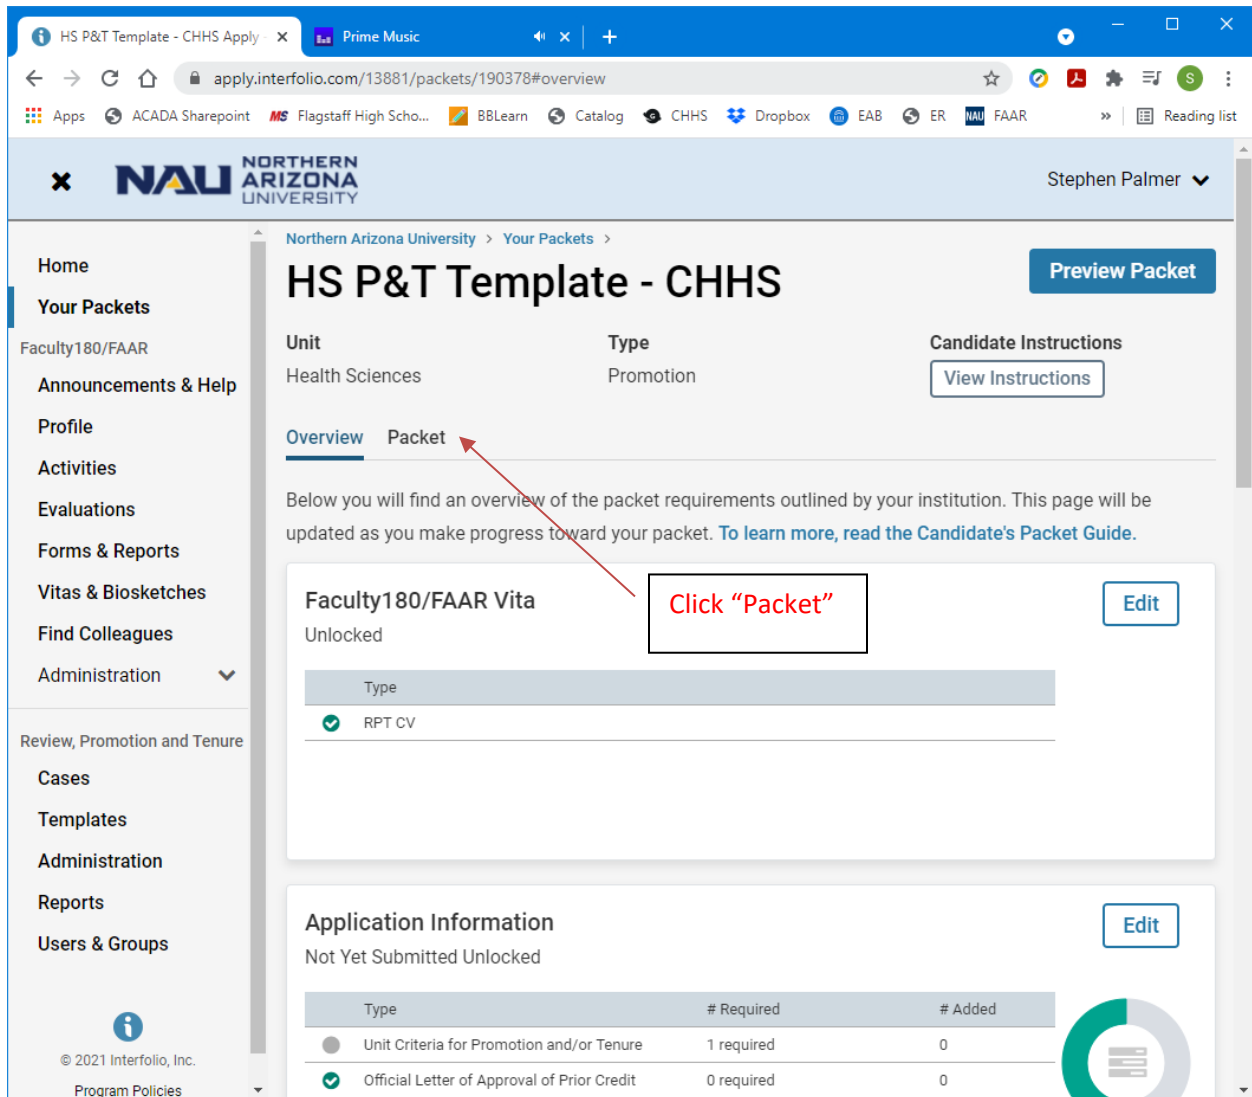 HS P&T Template - CHHS Apply -
Prime Music
apply.interfolio.com/13881/packets/190378#overview
S
Apps ACADA Sharepoint MS Flagstaff High Scho... BBLearn Catalog CHHS Dropbox EAB ER NAU FAAR » Reading list
NAU NORTHERN ARIZONA UNIVERSITY
Stephen Palmer
Home
Your Packets
Faculty180/FAAR
Announcements & Help
Profile
Activities
Evaluations
Forms & Reports
Vitas & Biosketches
Find Colleagues
Administration
Review, Promotion and Tenure
Cases
Templates
Administration
Reports
Users & Groups
© 2021 Interfolio, Inc.
Program Policies
Northern Arizona University > Your Packets >
HS P&T Template - CHHS
Preview Packet
Unit Type Candidate Instructions
Health Sciences Promotion View Instructions
Overview Packet
Below you will find an overview of the packet requirements outlined by your institution. This page will be
updated as you make progress toward your packet. To learn more, read the Candidate's Packet Guide.
Click “Packet”
Faculty180/FAAR Vita
Edit
Unlocked
Type
RPT CV
Application Information
Edit
Not Yet Submitted Unlocked
Type # Required # Added
Unit Criteria for Promotion and/or Tenure 1 required 0
Official Letter of Approval of Prior Credit 0 required 0